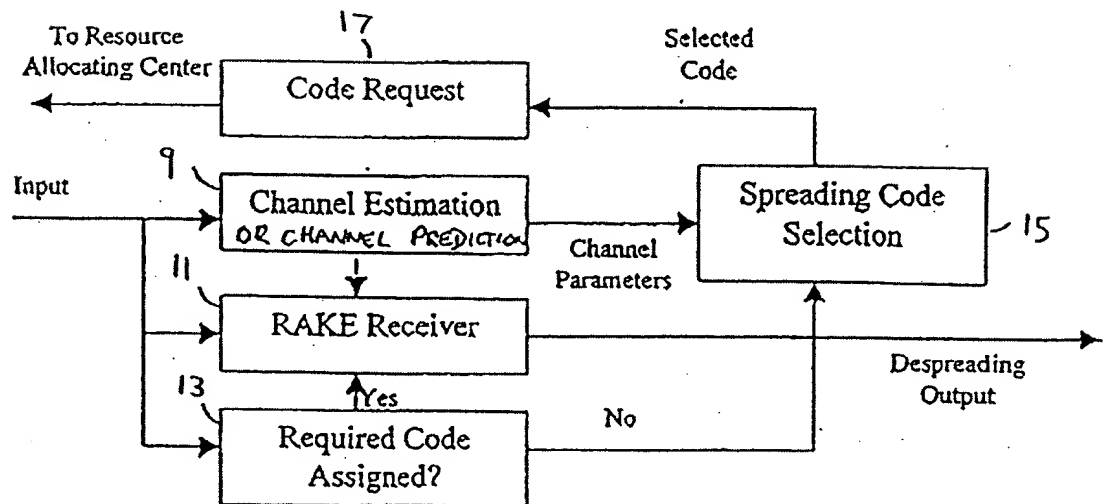 17
To Resource
Allocating Center
Code Request
Selected
Code
9
Input
Channel Estimation
OR CHANNEL PREDICTION
Channel
Parameters
Spreading Code
Selection
15
11
RAKE Receiver
Despreading
Output
13
Yes
Required Code
Assigned?
No